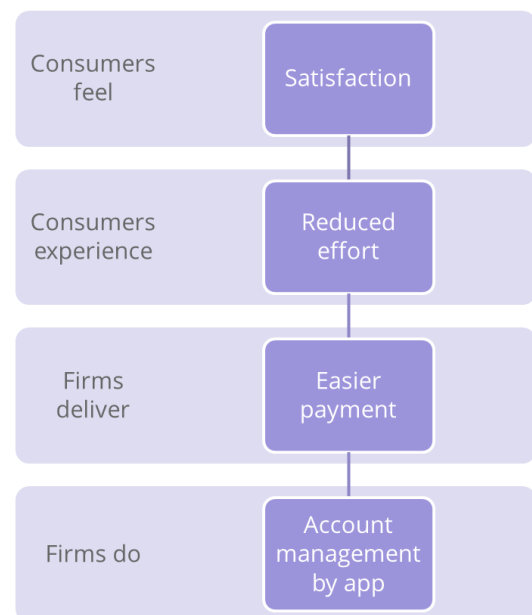 Consumers
feel
Satisfaction
Consumers
experience
Reduced
effort
Firms
deliver
Easier
payment
Firms do
Account
management
by app